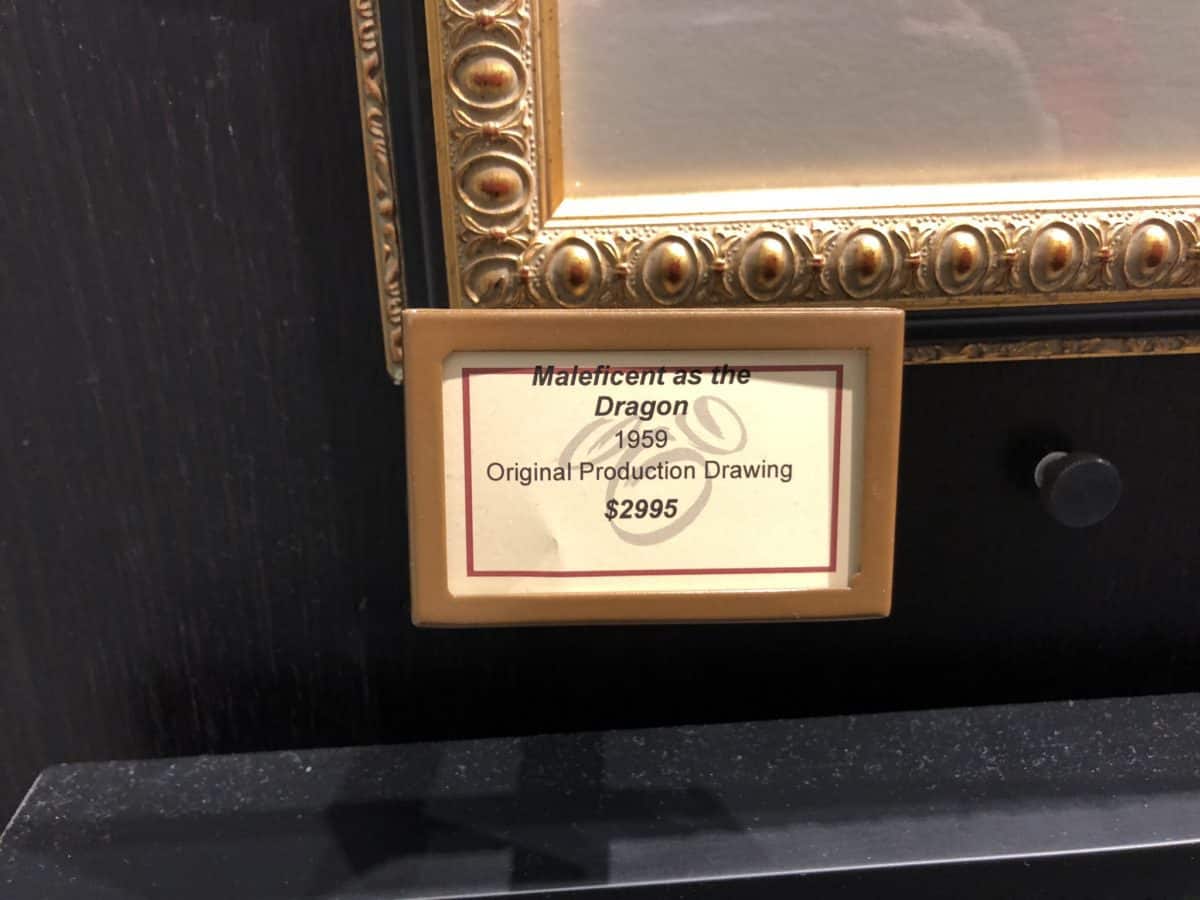 Maleficent as the
Dragon
1959
Original Production Drawing
$2995